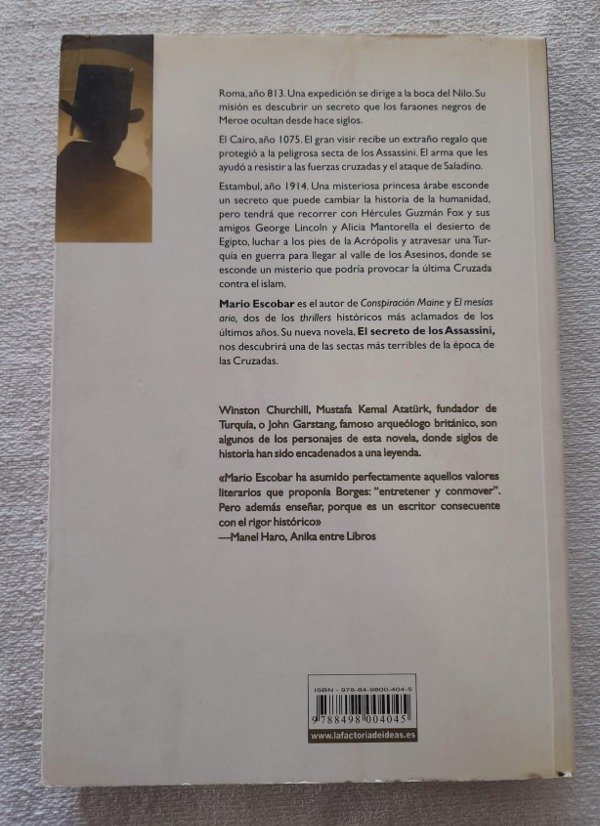 Roma, año 813. Una expedición se dirige a la boca del Nilo. Su
misión es descubrir un secreto que los faraones negros de
Meroe ocultan desde hace siglos.
El Cairo, año 1075. El gran visir recibe un extraño regalo que
protegió a la peligrosa secta de los Assassini. El arma que les
ayudó a resistir a las fuerzas cruzadas y el ataque de Saladino.
Estambul, año 1914. Una misteriosa princesa árabe esconde
un secreto que puede cambiar la historia de la humanidad,
pero tendrá que recorrer con Hércules Guzmán Fox y sus
amigos George Lincoln y Alicia Mantorella el desierto de
Egipto, luchar a los pies de la Acrópolis y atravesar una Tur-
quía en guerra para llegar al valle de los Asesinos, donde se
esconde un misterio que podría provocar la última Cruzada
contra el islam.
Mario Escobar es el autor de Conspiración Maine y El mesías
ario, dos de los thrillers históricos más aclamados de los
últimos años. Su nueva novela, El secreto de los Assassini,
nos descubrirá una de las sectas más terribles de la época de
las Cruzadas.
Winston Churchill, Mustafa Kemal Atatürk, fundador de
Turquía, o John Garstang, famoso arqueólogo británico, son
algunos de los personajes de esta novela, donde siglos de
historia han sido encadenados a una leyenda.
«Mario Escobar ha asumido perfectamente aquellos valores
literarios que proponía Borges: “entretener y conmover”.
Pero además enseñar, porque es un escritor consecuente
con el rigor histórico»
—Manel Haro, Anika entre Libros
ISBN - 978-84-9800-404-5
9 788498 004045
www.lafactoriadeideas.es